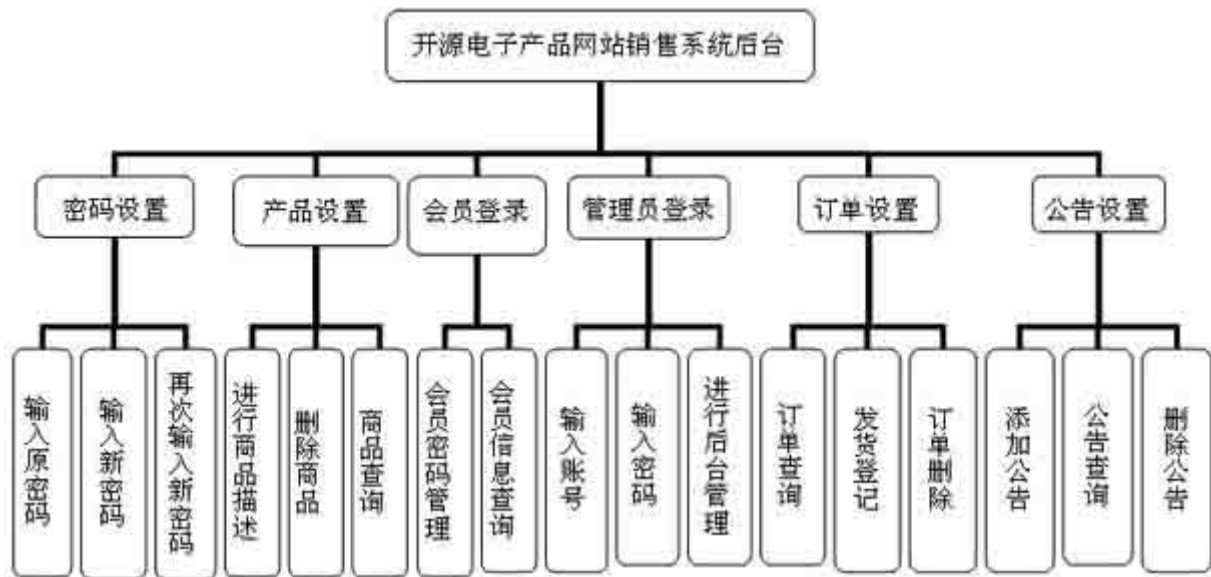 开源电子产品网站销售系统后台
密码设置
产品设置
会员登录
管理员登录
订单设置
公告设置
输入原密码
输入新密码
再次输入新密码
进行商品描述
删除商品
商品查询
会员密码管理
会员信息查询
输入账号
输入密码
进行后台管理
订单查询
发货登记
订单删除
添加公告
公告查询
删除公告